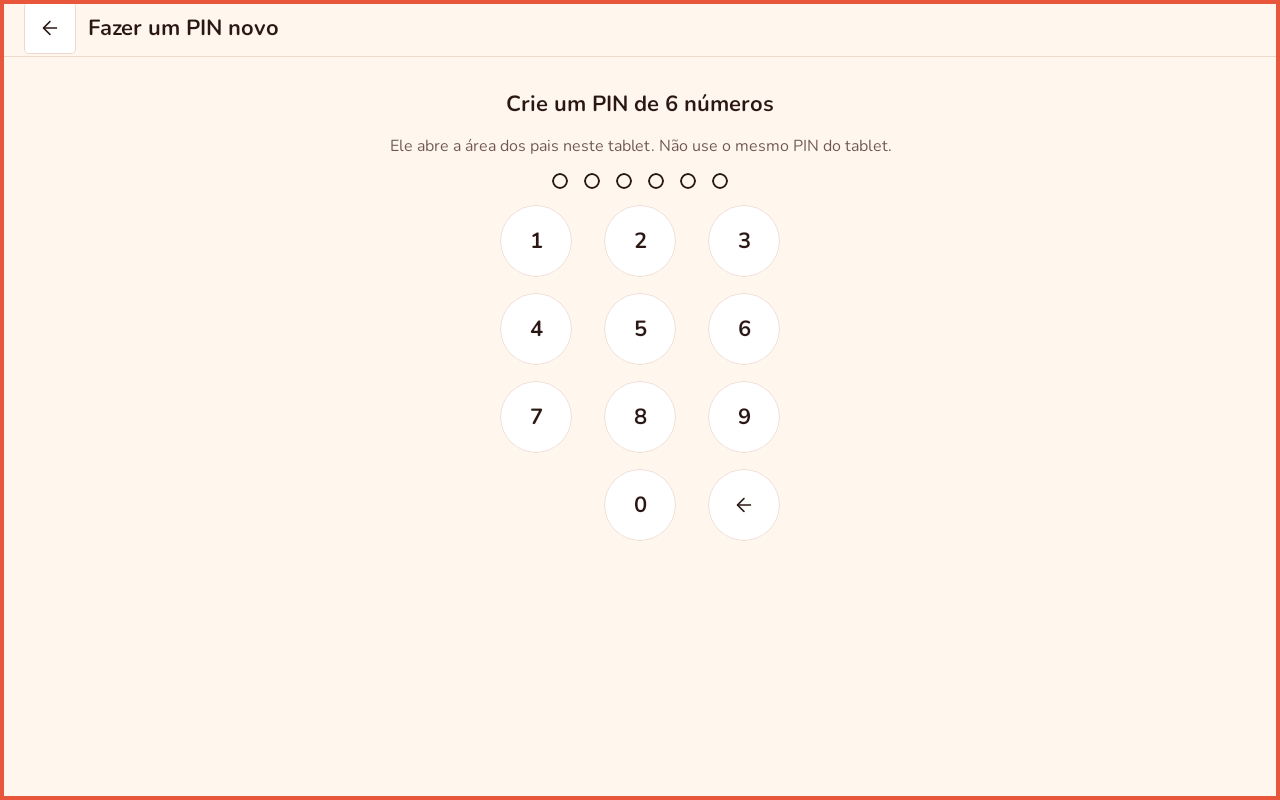 Fazer um PIN novo
Crie um PIN de 6 números
Ele abre a área dos pais neste tablet. Não use o mesmo PIN do tablet.
1 2 3
4 5 6
7 8 9
0